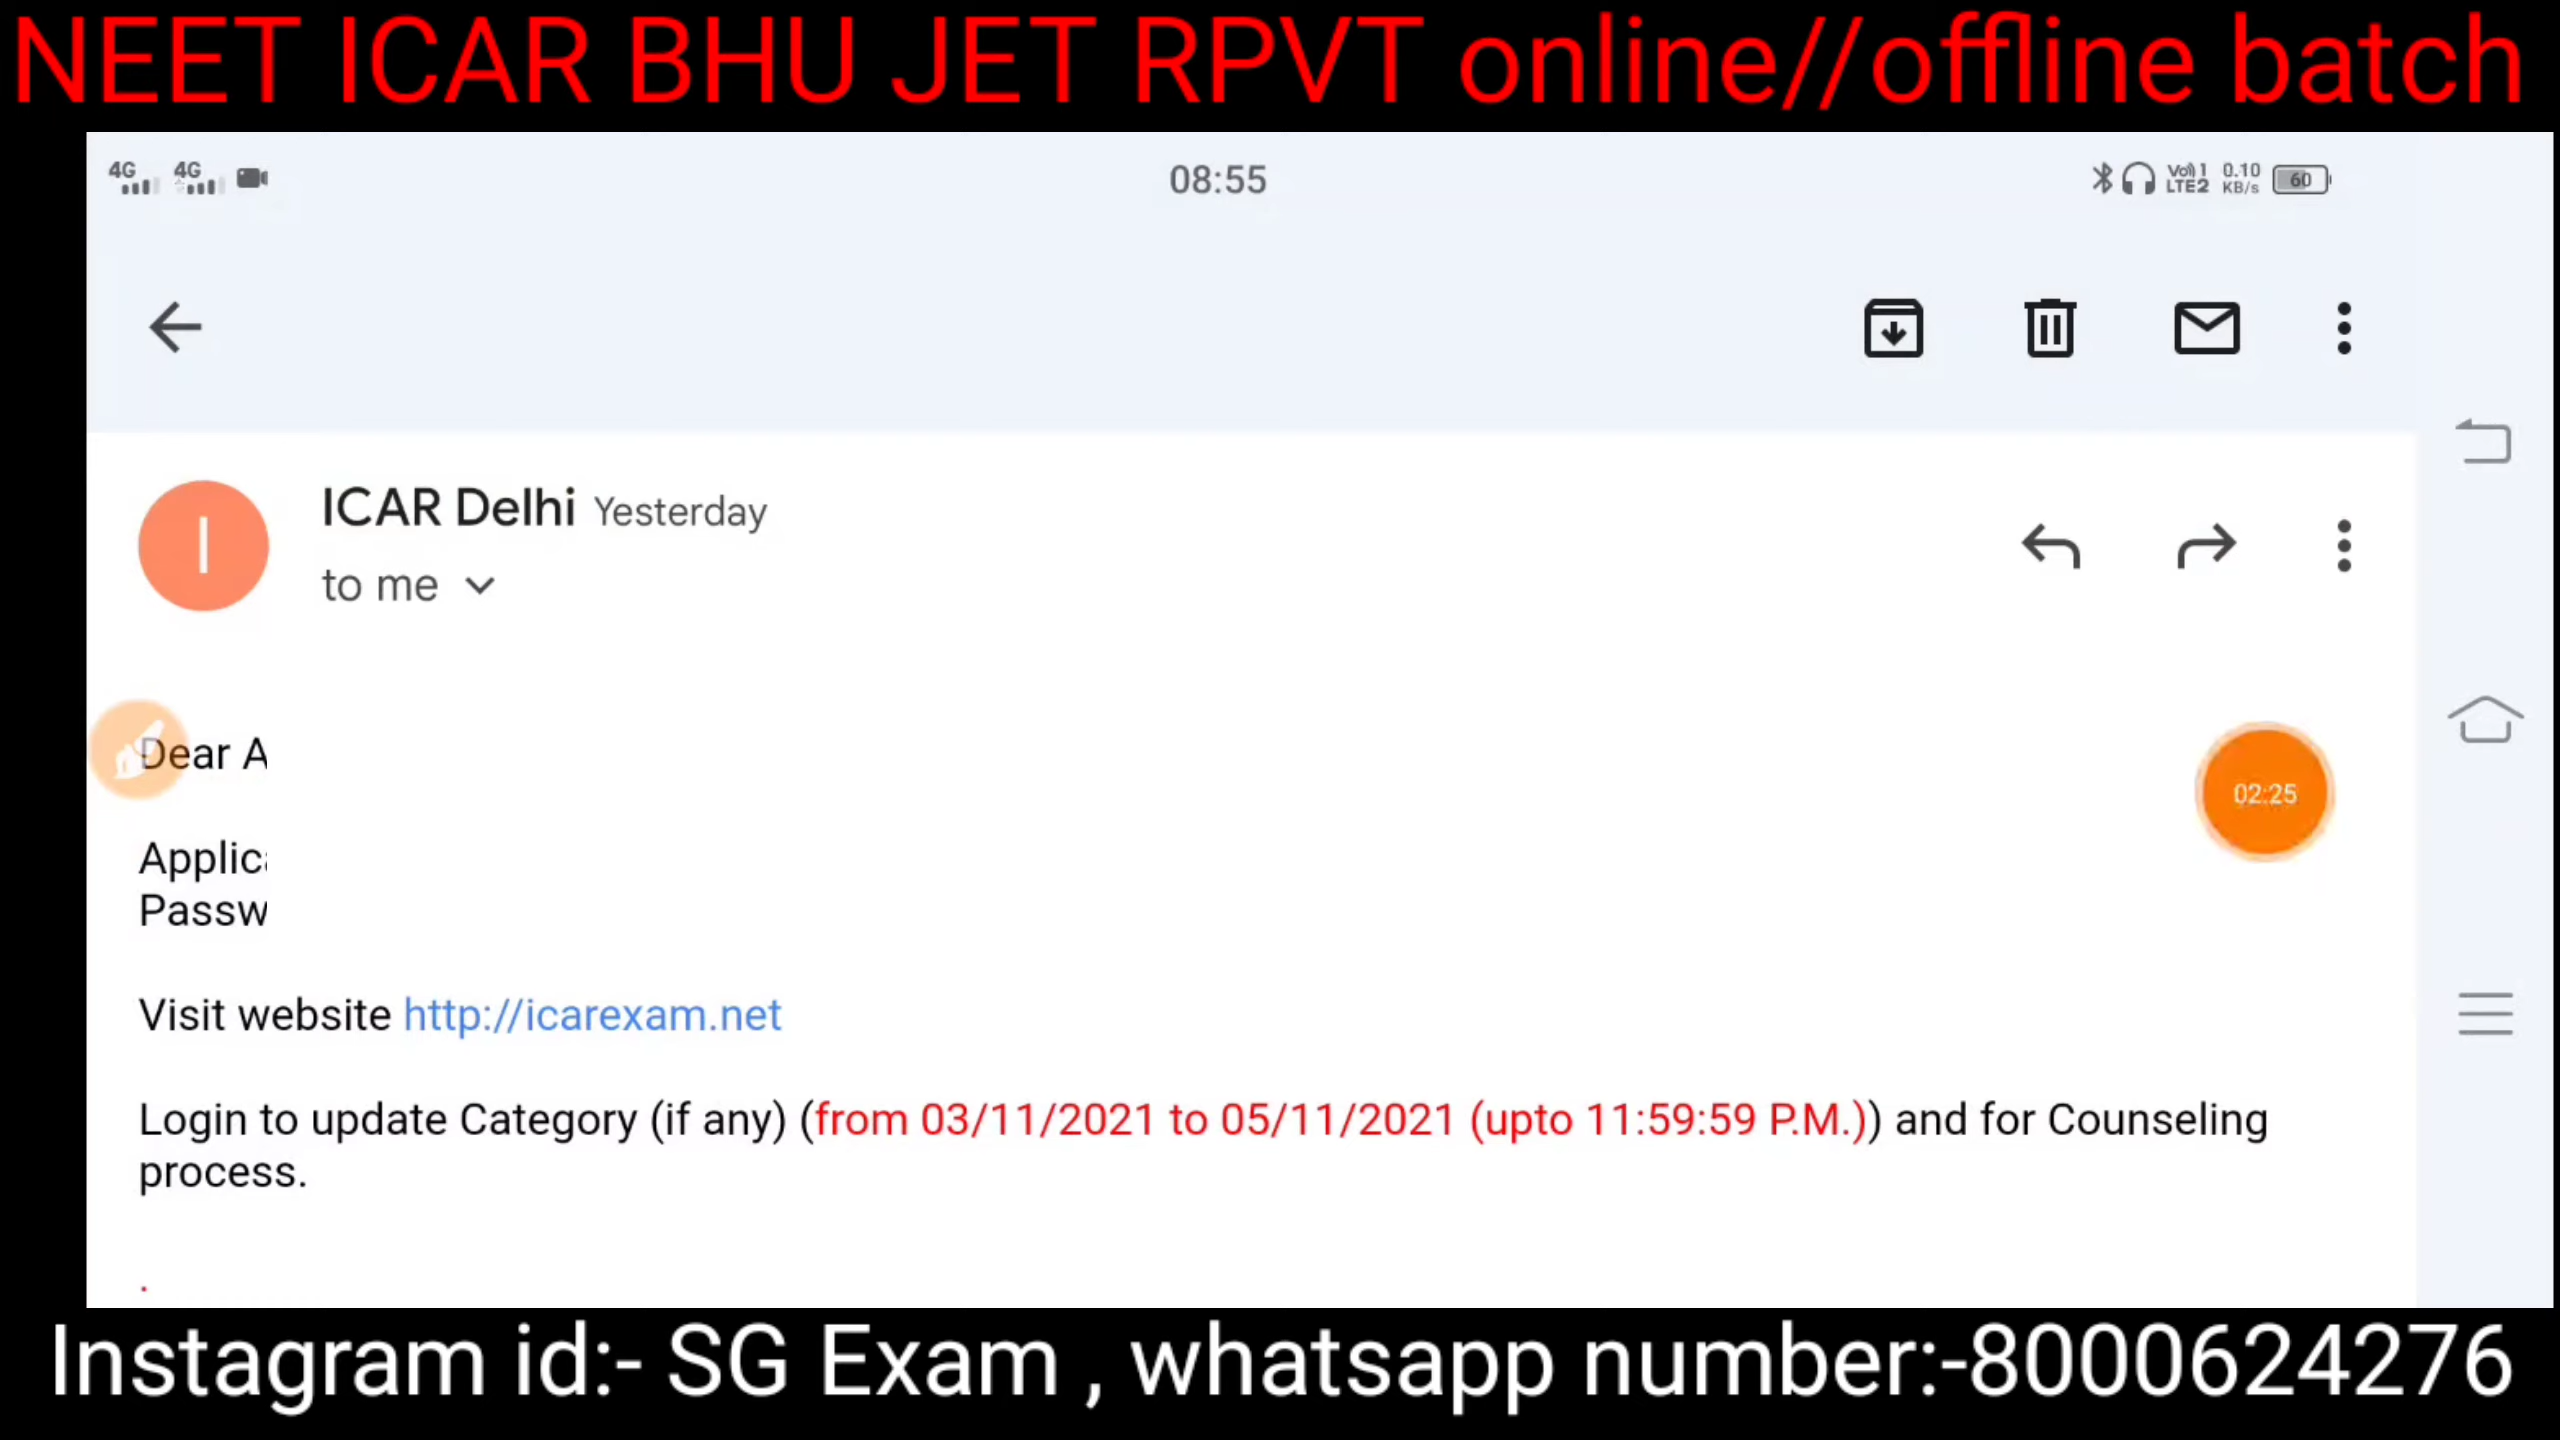 NEET ICAR BHU JET RPVT online//offline batch
4G 4G 08:55 Vo) 1 LTE2 0.10 KB/s 60
ICAR Delhi Yesterday
I
to me
Dear A
Applic
Passw
02:25
Visit website http://icarexam.net
Login to update Category (if any) (from 03/11/2021 to 05/11/2021 (upto 11:59:59 P.M.)) and for Counseling
process.
.
Instagram id:- SG Exam , whatsapp number:-8000624276